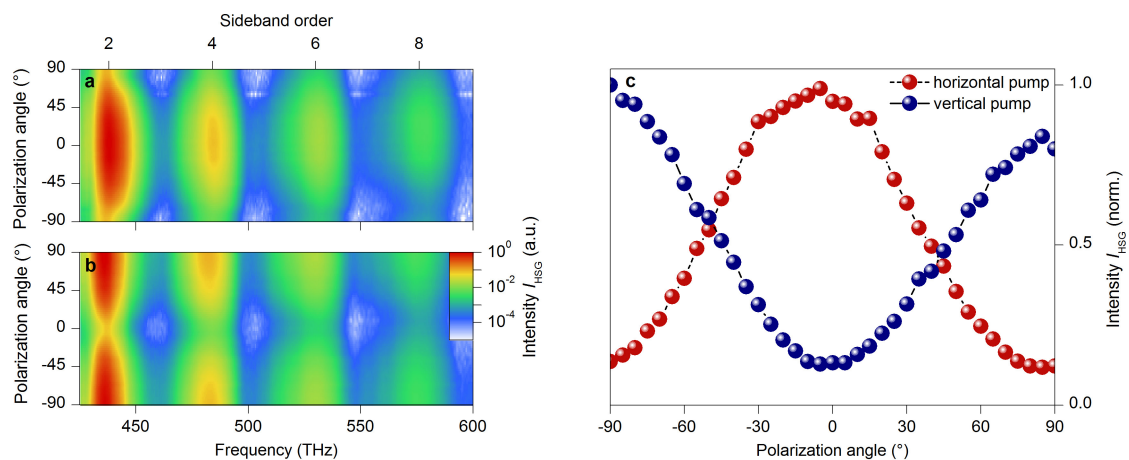 Sideband order
2 4 6 8
a
90
45
0
-45
-90
Polarization angle (°)
b
90
45
0
-45
-90
Polarization angle (°)
10⁰
10⁻²
10⁻⁴
Intensity I_HSG (a.u.)
450 500 550 600
Frequency (THz)
c
horizontal pump
vertical pump
1.0
0.5
0.0
Intensity I_HSG (norm.)
-90 -60 -30 0 30 60 90
Polarization angle (°)